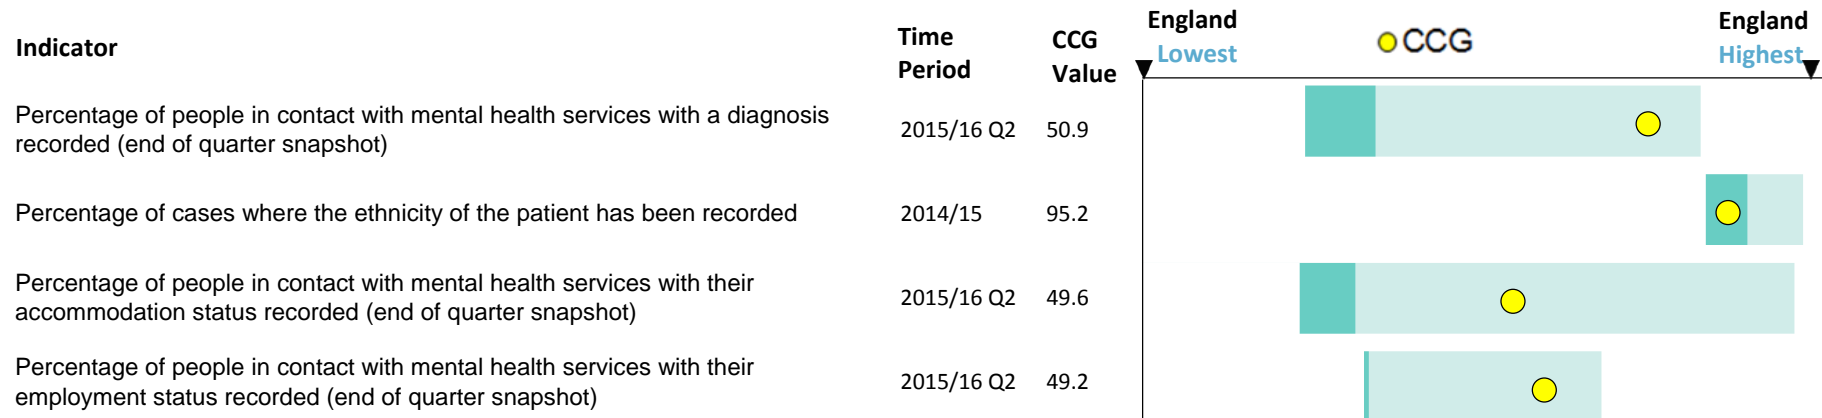 Indicator
Time
Period
CCG
Value
England
Lowest
CCG
England
Highest
Percentage of people in contact with mental health services with a diagnosis
recorded (end of quarter snapshot)
2015/16 Q2
50.9
Percentage of cases where the ethnicity of the patient has been recorded
2014/15
95.2
Percentage of people in contact with mental health services with their
accommodation status recorded (end of quarter snapshot)
2015/16 Q2
49.6
Percentage of people in contact with mental health services with their
employment status recorded (end of quarter snapshot)
2015/16 Q2
49.2